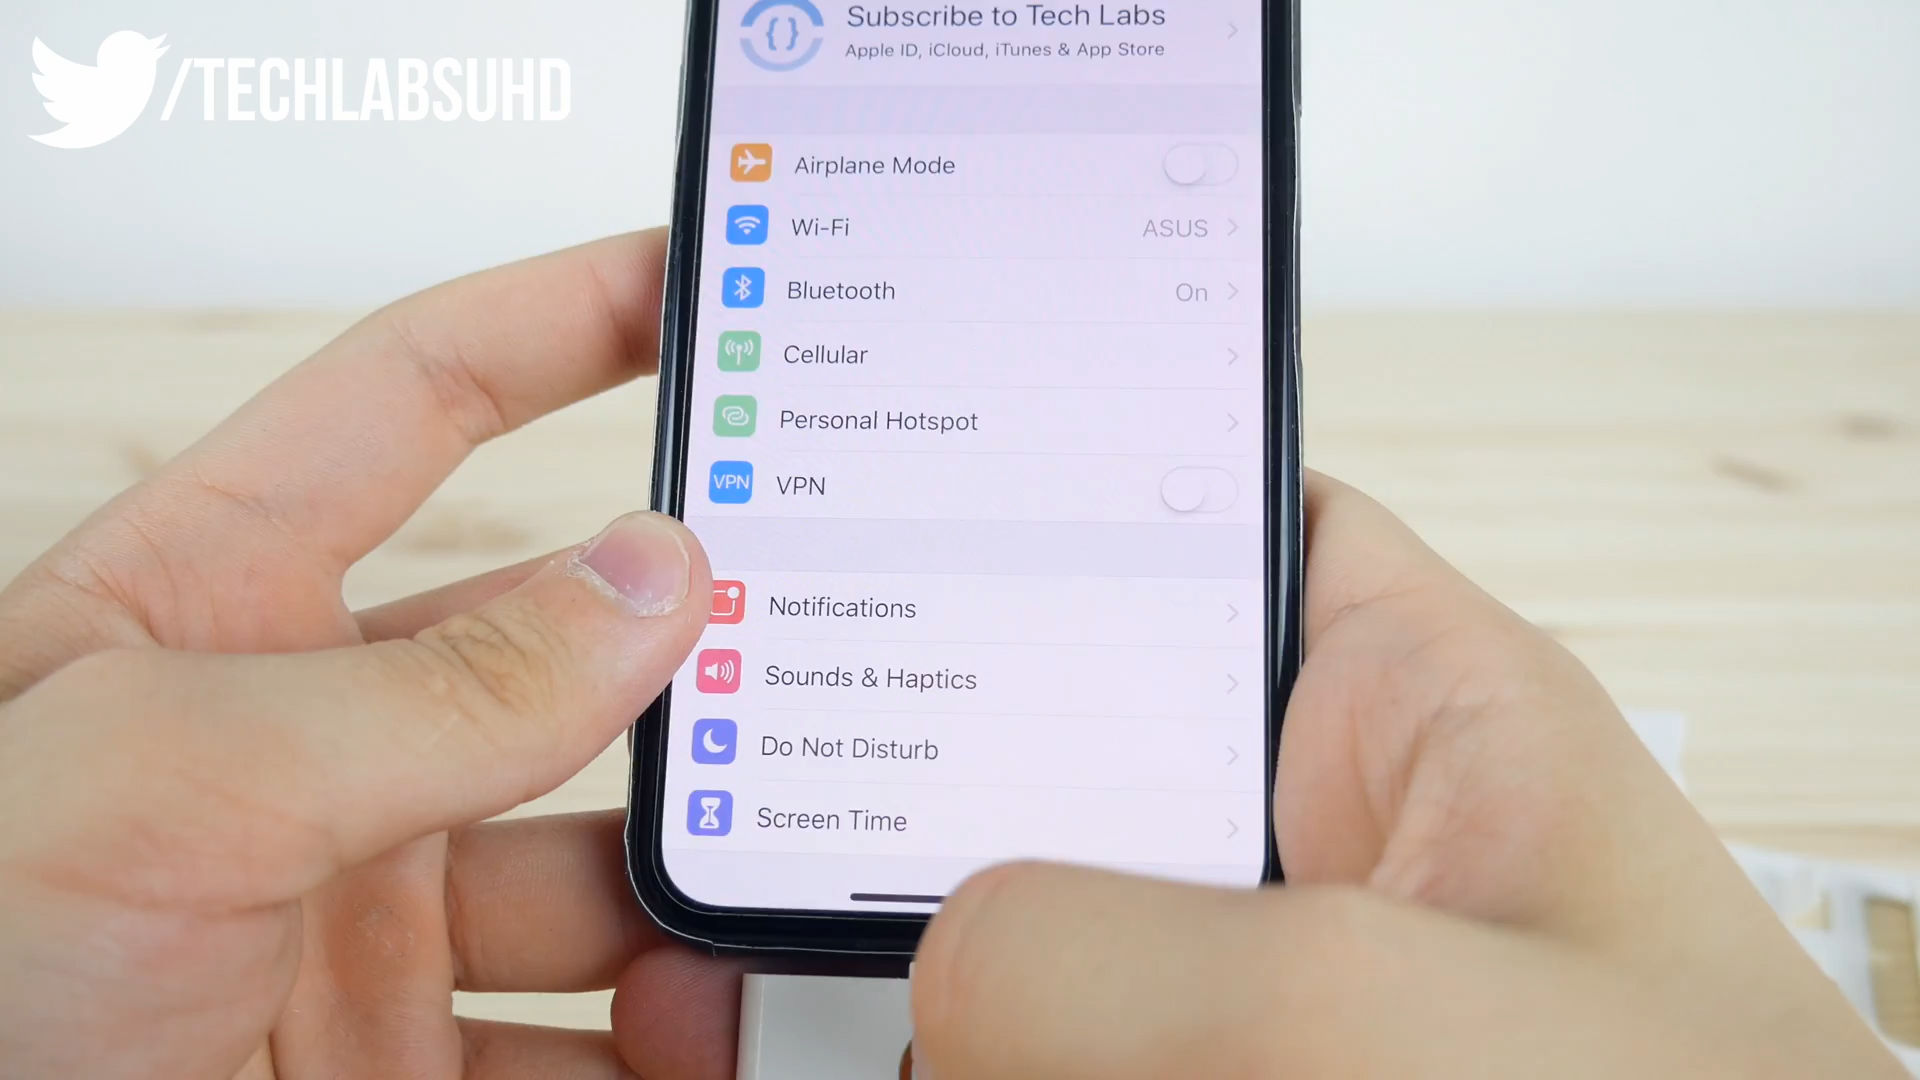 /TECHLABSUHD
Subscribe to Tech Labs
Apple ID, iCloud, iTunes & App Store
Airplane Mode
Wi-Fi ASUS
Bluetooth On
Cellular
Personal Hotspot
VPN VPN
Notifications
Sounds & Haptics
Do Not Disturb
Screen Time